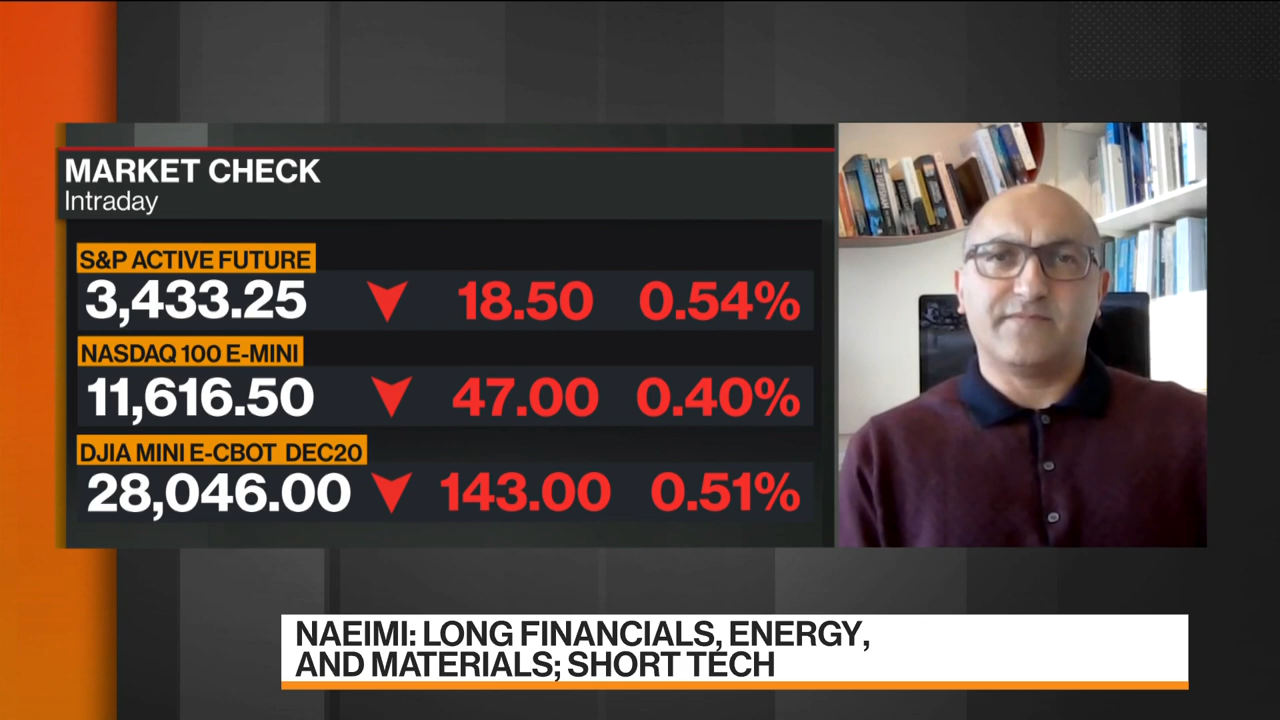 MARKET CHECK
Intraday
S&P ACTIVE FUTURE
3,433.25 18.50 0.54%
NASDAQ 100 E-MINI
11,616.50 47.00 0.40%
DJIA MINI E-CBOT DEC20
28,046.00 143.00 0.51%
NAEIMI: LONG FINANCIALS, ENERGY,
AND MATERIALS; SHORT TECH